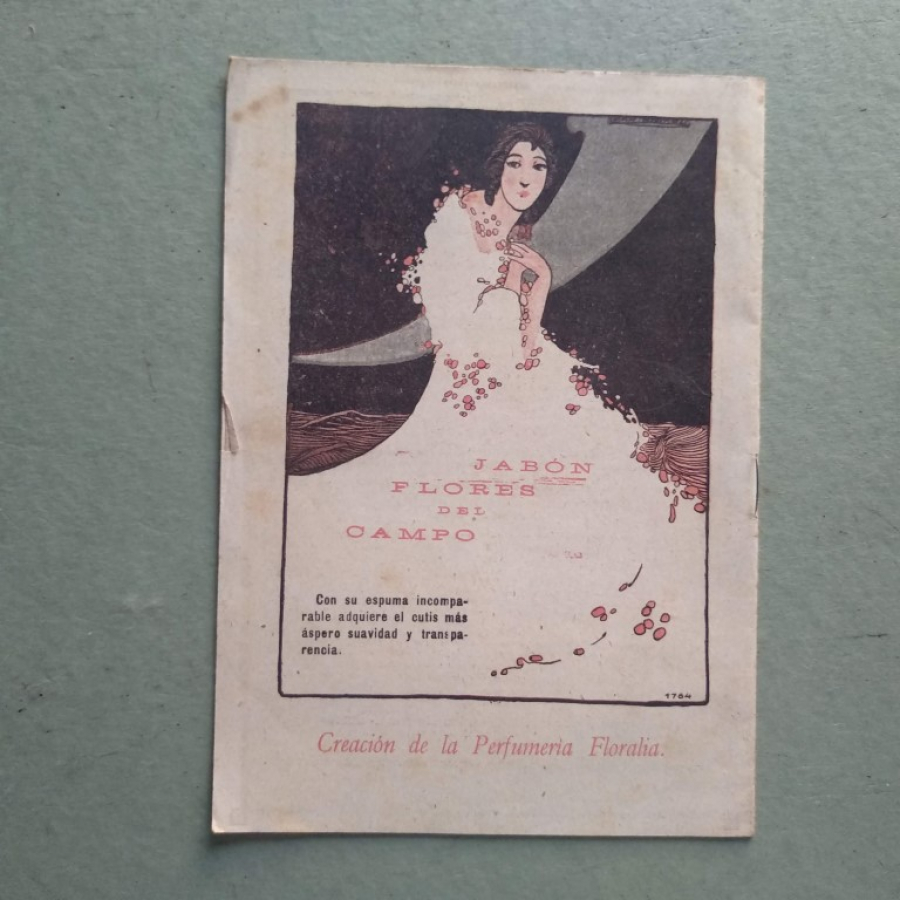 JABÓN
FLORES
DEL
CAMPO
Con su espuma incompa-
rable adquiere el cutis más
áspero suavidad y transpa-
rencia.
1764
Creación de la Perfumería Floralia.